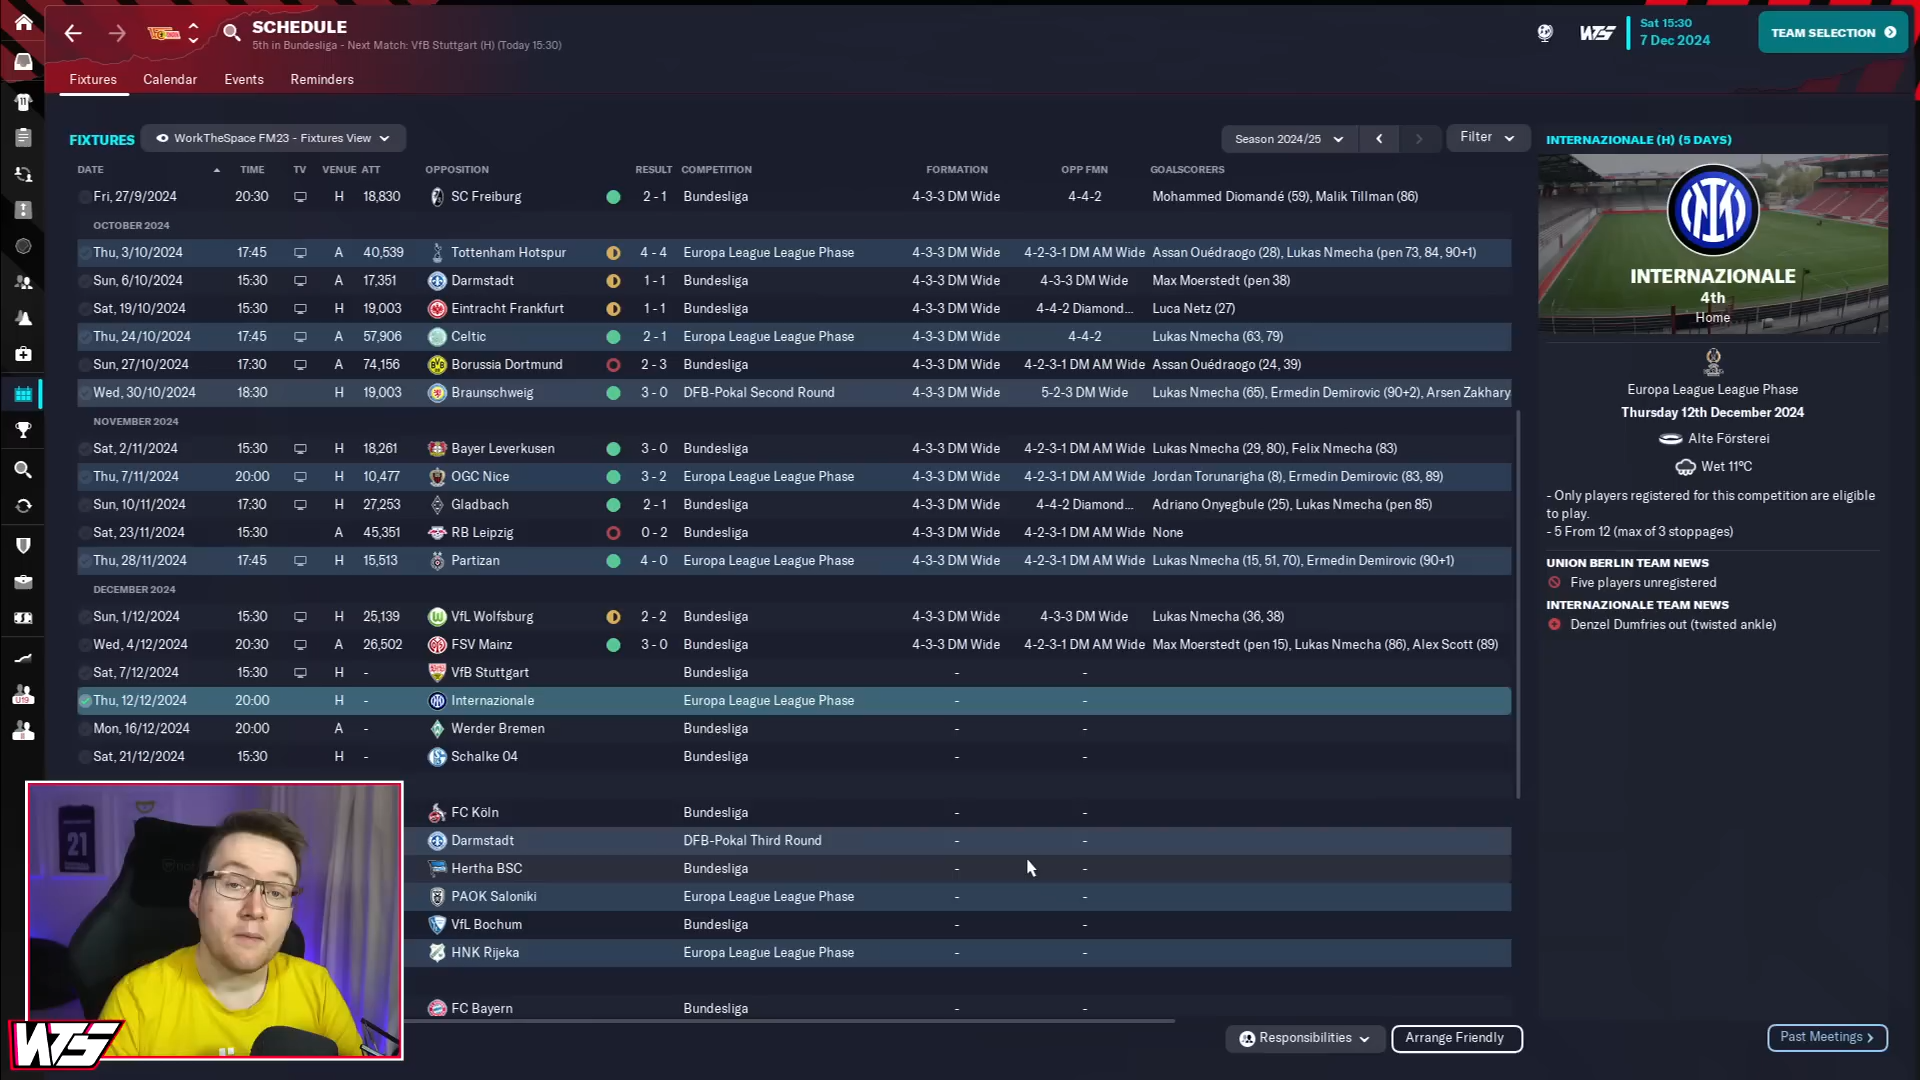 SCHEDULE
5th in Bundesliga - Next Match: VfB Stuttgart (H) (Today 15:30)
WTS
Sat 15:30
7 Dec 2024
TEAM SELECTION
Fixtures Calendar Events Reminders
FIXTURES WorkTheSpace FM23 - Fixtures View Season 2024/25 Filter
DATE TIME TV VENUE ATT OPPOSITION RESULT COMPETITION FORMATION OPP FMN GOALSCORERS
Fri, 27/9/2024 20:30 H 18,830 SC Freiburg 2 - 1 Bundesliga 4-3-3 DM Wide 4-4-2 Mohammed Diomandé (59), Malik Tillman (86)
OCTOBER 2024
Thu, 3/10/2024 17:45 A 40,539 Tottenham Hotspur 4 - 4 Europa League League Phase 4-3-3 DM Wide 4-2-3-1 DM AM Wide Assan Ouédraogo (28), Lukas Nmecha (pen 73, 84, 90+1)
Sun, 6/10/2024 15:30 A 17,351 Darmstadt 1 - 1 Bundesliga 4-3-3 DM Wide 4-3-3 DM Wide Max Moerstedt (pen 38)
Sat, 19/10/2024 15:30 H 19,003 Eintracht Frankfurt 1 - 1 Bundesliga 4-3-3 DM Wide 4-4-2 Diamond... Luca Netz (27)
Thu, 24/10/2024 17:45 A 57,906 Celtic 2 - 1 Europa League League Phase 4-3-3 DM Wide 4-4-2 Lukas Nmecha (63, 79)
Sun, 27/10/2024 17:30 A 74,156 Borussia Dortmund 2 - 3 Bundesliga 4-3-3 DM Wide 4-2-3-1 DM AM Wide Assan Ouédraogo (24, 39)
Wed, 30/10/2024 18:30 H 19,003 Braunschweig 3 - 0 DFB-Pokal Second Round 4-3-3 DM Wide 5-2-3 DM Wide Lukas Nmecha (65), Ermedin Demirovic (90+2), Arsen Zakhary
NOVEMBER 2024
Sat, 2/11/2024 15:30 H 18,261 Bayer Leverkusen 3 - 0 Bundesliga 4-3-3 DM Wide 4-2-3-1 DM AM Wide Lukas Nmecha (29, 80), Felix Nmecha (83)
Thu, 7/11/2024 20:00 H 10,477 OGC Nice 3 - 2 Europa League League Phase 4-3-3 DM Wide 4-2-3-1 DM AM Wide Jordan Torunarigha (8), Ermedin Demirovic (83, 89)
Sun, 10/11/2024 17:30 H 27,253 Gladbach 2 - 1 Bundesliga 4-3-3 DM Wide 4-4-2 Diamond... Adriano Onyegbule (25), Lukas Nmecha (pen 85)
Sat, 23/11/2024 15:30 A 45,351 RB Leipzig 0 - 2 Bundesliga 4-3-3 DM Wide 4-2-3-1 DM AM Wide None
Thu, 28/11/2024 17:45 H 15,513 Partizan 4 - 0 Europa League League Phase 4-3-3 DM Wide 4-2-3-1 DM AM Wide Lukas Nmecha (15, 51, 70), Ermedin Demirovic (90+1)
DECEMBER 2024
Sun, 1/12/2024 15:30 H 25,139 VfL Wolfsburg 2 - 2 Bundesliga 4-3-3 DM Wide 4-3-3 DM Wide Lukas Nmecha (36, 38)
Wed, 4/12/2024 20:30 A 26,502 FSV Mainz 3 - 0 Bundesliga 4-3-3 DM Wide 4-2-3-1 DM AM Wide Max Moerstedt (pen 15), Lukas Nmecha (86), Alex Scott (89)
Sat, 7/12/2024 15:30 H - VfB Stuttgart Bundesliga - -
Thu, 12/12/2024 20:00 H - Internazionale Europa League League Phase - -
Mon, 16/12/2024 20:00 A - Werder Bremen Bundesliga - -
Sat, 21/12/2024 15:30 H - Schalke 04 Bundesliga - -
FC Köln Bundesliga - -
Darmstadt DFB-Pokal Third Round - -
Hertha BSC Bundesliga - -
PAOK Saloniki Europa League League Phase - -
VfL Bochum Bundesliga - -
HNK Rijeka Europa League League Phase - -
FC Bayern Bundesliga - -
Responsibilities Arrange Friendly
INTERNAZIONALE (H) (5 DAYS)
INTERNAZIONALE
4th
Home
Europa League League Phase
Thursday 12th December 2024
Alte Försterei
Wet 11ºC
- Only players registered for this competition are eligible
to play.
- 5 From 12 (max of 3 stoppages)
UNION BERLIN TEAM NEWS
Five players unregistered
INTERNAZIONALE TEAM NEWS
Denzel Dumfries out (twisted ankle)
Past Meetings
11
U19
II
21
WTS